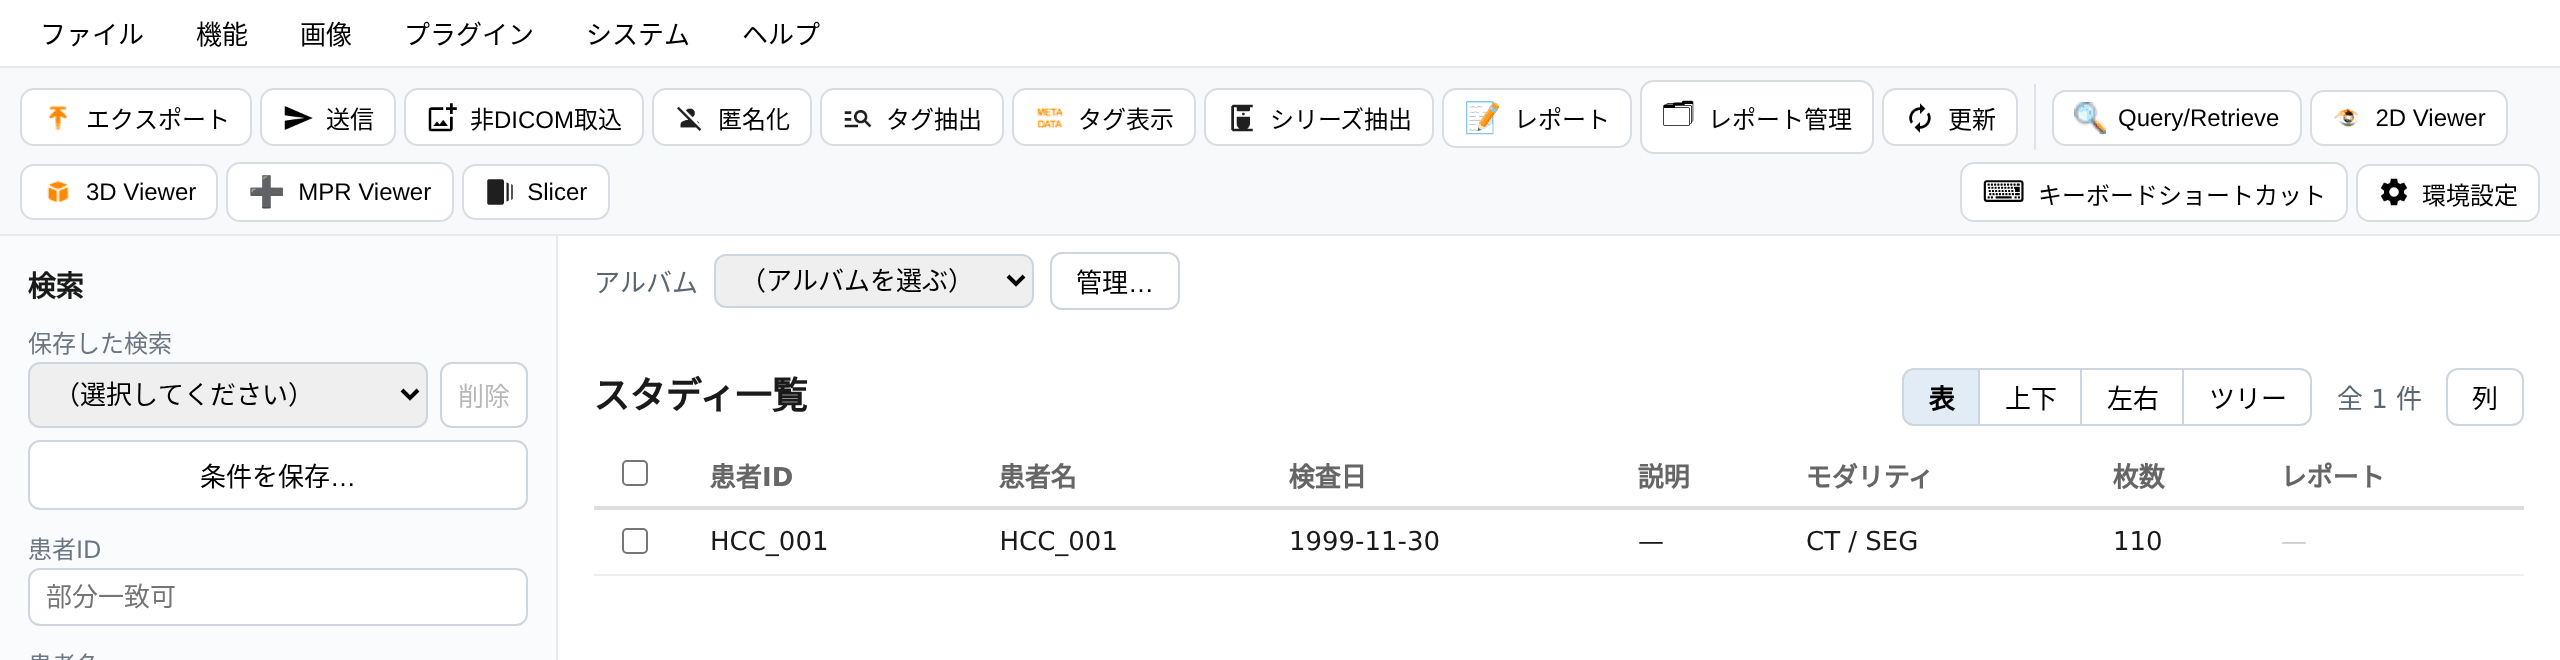 ファイル 機能 画像 プラグイン システム ヘルプ
エクスポート 送信 非DICOM取込 匿名化 タグ抽出 META DATA タグ表示 シリーズ抽出 レポート レポート管理 更新 Query/Retrieve 2D Viewer
3D Viewer MPR Viewer Slicer キーボードショートカット 環境設定
検索
保存した検索
（選択してください） 削除
条件を保存...
患者ID
部分一致可
アルバム （アルバムを選ぶ） 管理...
スタディ一覧 表 上下 左右 ツリー 全 1 件 列
患者ID 患者名 検査日 説明 モダリティ 枚数 レポート
HCC_001 HCC_001 1999-11-30 — CT / SEG 110 —